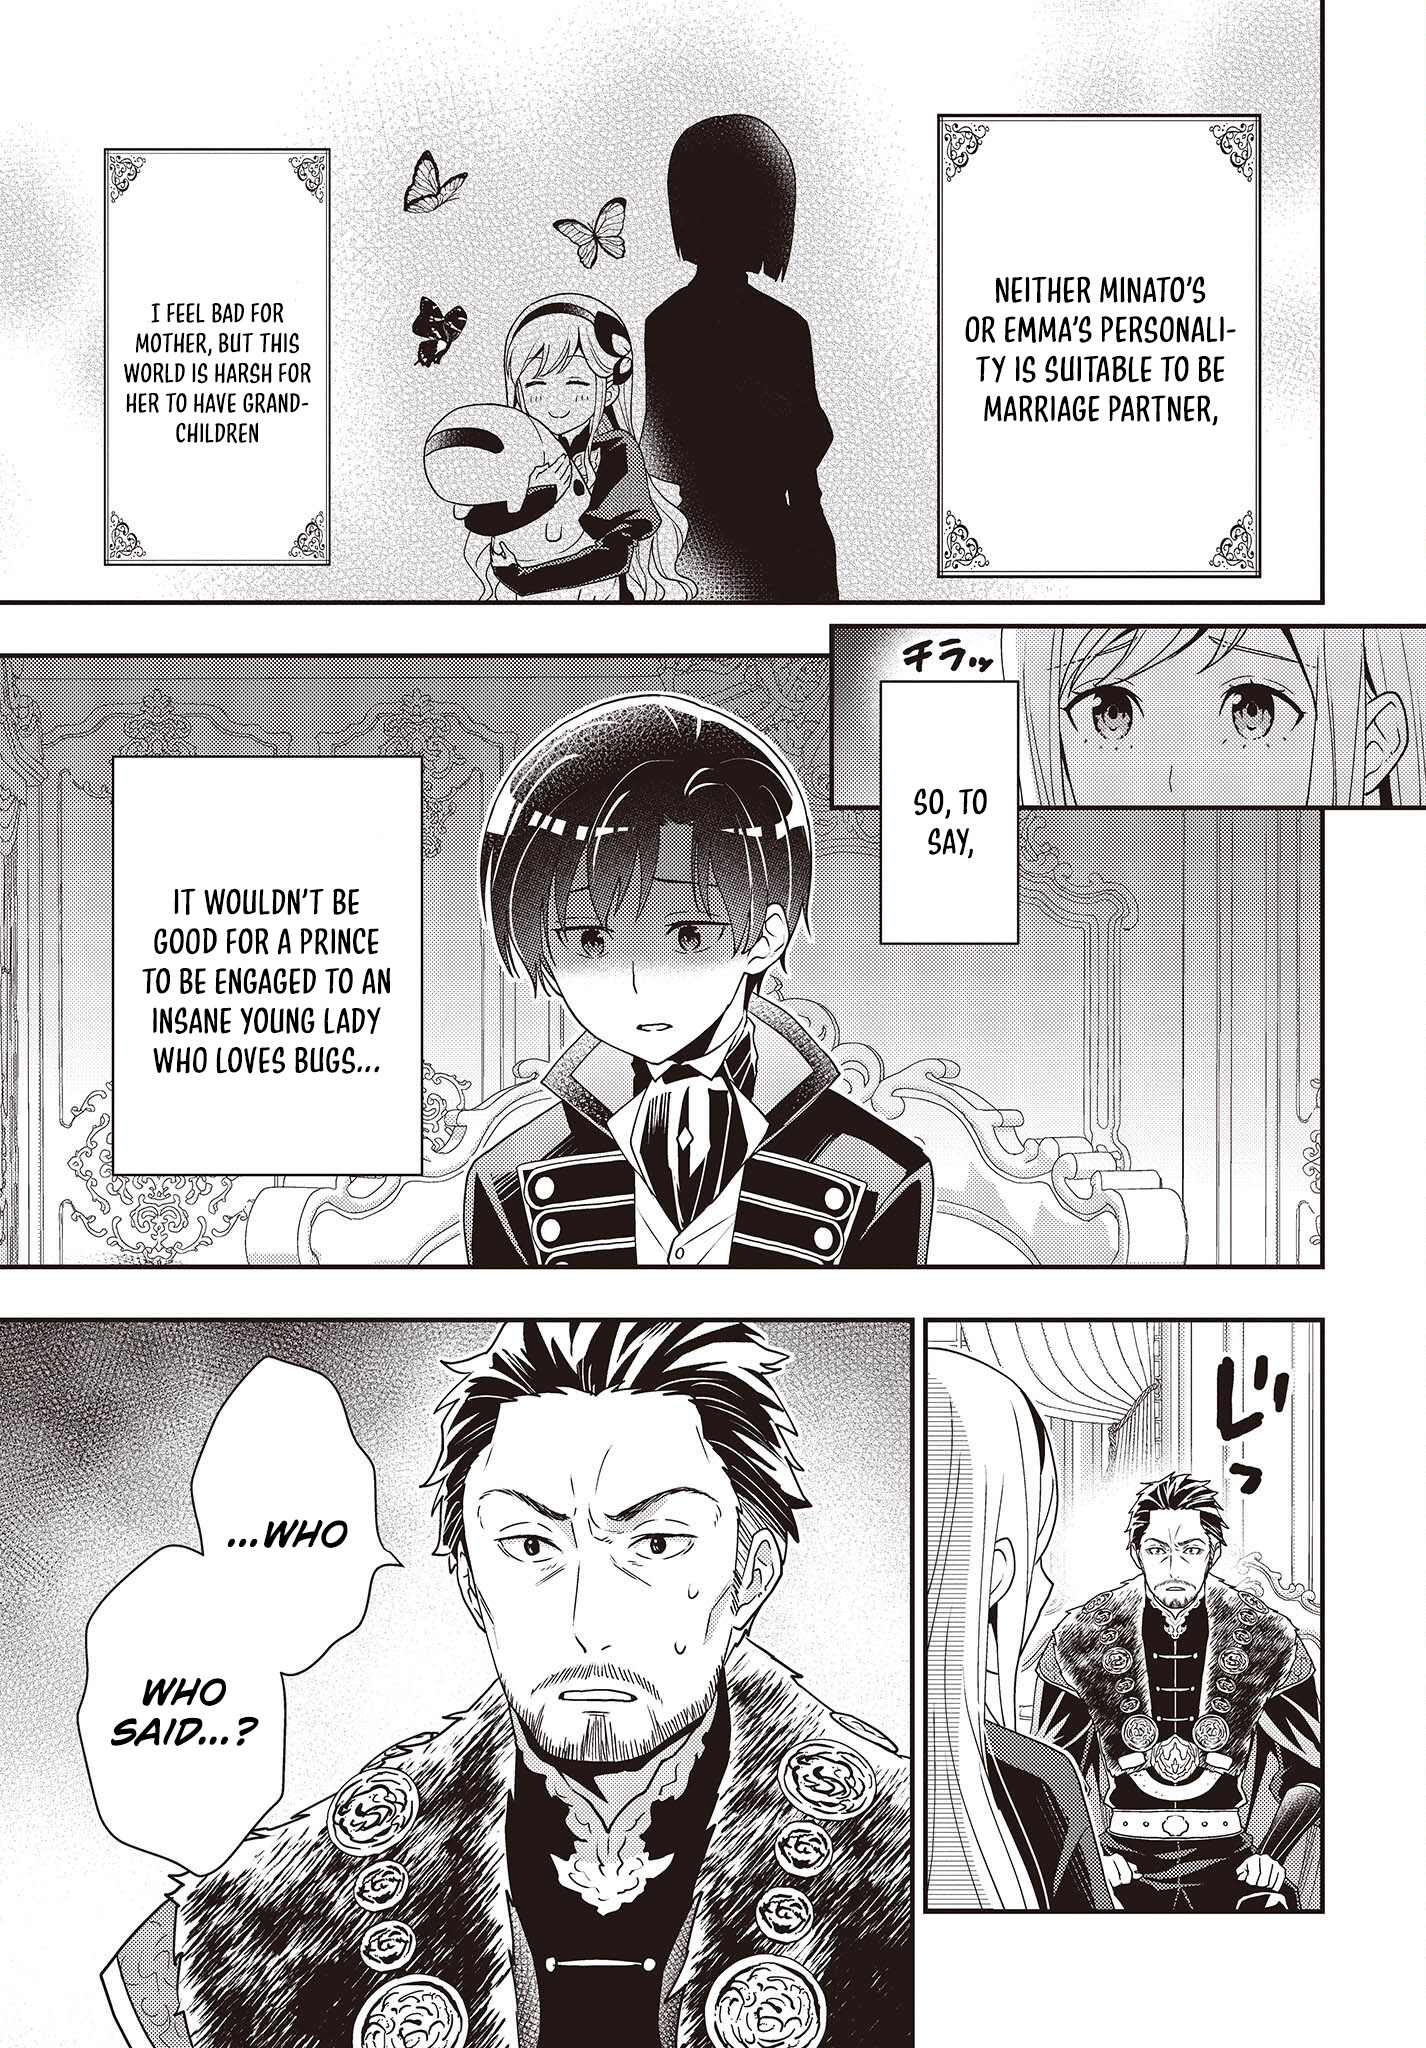 NEITHER MINATO'S
OR EMMA'S PERSONALI-
TY IS SUITABLE TO BE
MARRIAGE PARTNER,
I FEEL BAD FOR
MOTHER, BUT THIS
WORLD IS HARSH FOR
HER TO HAVE GRAND-
CHILDREN
チラッ
SO, TO
SAY,
IT WOULDN'T BE
GOOD FOR A PRINCE
TO BE ENGAGED TO AN
INSANE YOUNG LADY
WHO LOVES BUGS...
じっ
...WHO
WHO
SAID...?